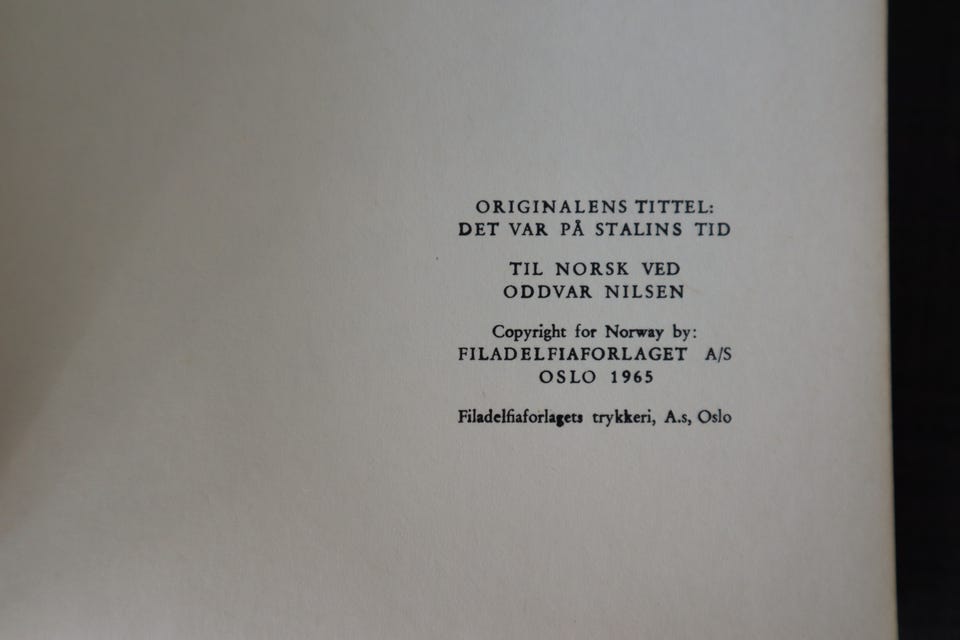 ORIGINALENS TITTEL:
DET VAR PÅ STALINS TID
TIL NORSK VED
ODDVAR NILSEN
Copyright for Norway by:
FILADELFIAFORLAGET A/S
OSLO 1965
Filadelfiaforlagets trykkeri, A.s, Oslo